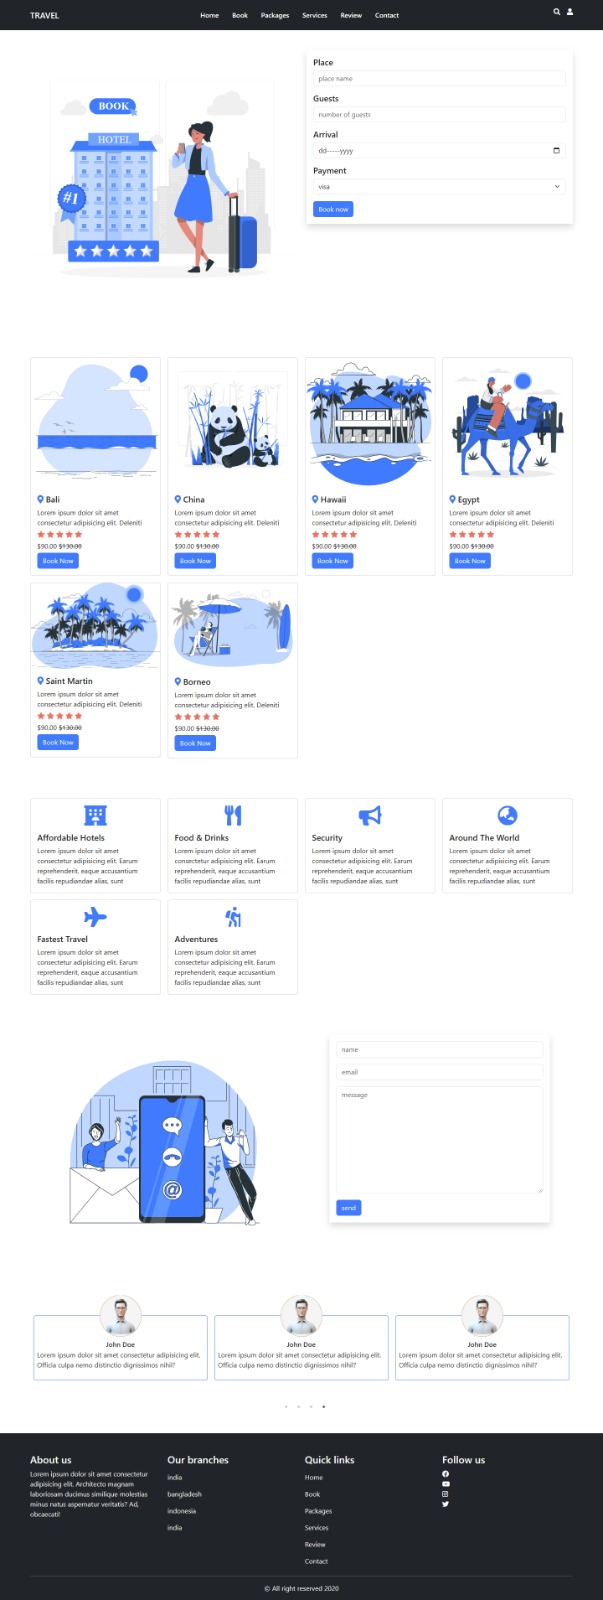 TRAVEL
Home Book Packages Services Review Contact
BOOK
HOTEL
#1
Place
place name
Guests
number of guests
Arrival
dd-----yyyy
Payment
visa
Book now
Bali
Lorem ipsum dolor sit amet
consectetur adipisicing elit. Deleniti
$90.00 $130.00
Book Now
China
Lorem ipsum dolor sit amet
consectetur adipisicing elit. Deleniti
$90.00 $130.00
Book Now
Hawaii
Lorem ipsum dolor sit amet
consectetur adipisicing elit. Deleniti
$90.00 $130.00
Book Now
Egypt
Lorem ipsum dolor sit amet
consectetur adipisicing elit. Deleniti
$90.00 $130.00
Book Now
Saint Martin
Lorem ipsum dolor sit amet
consectetur adipisicing elit. Deleniti
$90.00 $130.00
Book Now
Borneo
Lorem ipsum dolor sit amet
consectetur adipisicing elit. Deleniti
$90.00 $130.00
Book Now
Affordable Hotels
Lorem ipsum dolor sit amet
consectetur adipisicing elit. Earum
reprehenderit, eaque accusantium
facilis repudiandae alias, sunt
Food & Drinks
Lorem ipsum dolor sit amet
consectetur adipisicing elit. Earum
reprehenderit, eaque accusantium
facilis repudiandae alias, sunt
Security
Lorem ipsum dolor sit amet
consectetur adipisicing elit. Earum
reprehenderit, eaque accusantium
facilis repudiandae alias, sunt
Around The World
Lorem ipsum dolor sit amet
consectetur adipisicing elit. Earum
reprehenderit, eaque accusantium
facilis repudiandae alias, sunt
Fastest Travel
Lorem ipsum dolor sit amet
consectetur adipisicing elit. Earum
reprehenderit, eaque accusantium
facilis repudiandae alias, sunt
Adventures
Lorem ipsum dolor sit amet
consectetur adipisicing elit. Earum
reprehenderit, eaque accusantium
facilis repudiandae alias, sunt
@
name
email
message
send
John Doe
Lorem ipsum dolor sit amet consectetur adipisicing elit.
Officia culpa nemo distinctio dignissimos nihil?
John Doe
Lorem ipsum dolor sit amet consectetur adipisicing elit.
Officia culpa nemo distinctio dignissimos nihil?
John Doe
Lorem ipsum dolor sit amet consectetur adipisicing elit.
Officia culpa nemo distinctio dignissimos nihil?
About us
Lorem ipsum dolor sit amet consectetur
adipisicing elit. Architecto magnam
laboriosam ducimus similique molestias
minus natus aspernatur veritatis? Ad,
obcaecati!
Our branches
india
bangladesh
indonesia
india
Quick links
Home
Book
Packages
Services
Review
Contact
Follow us
© All right reserved 2020